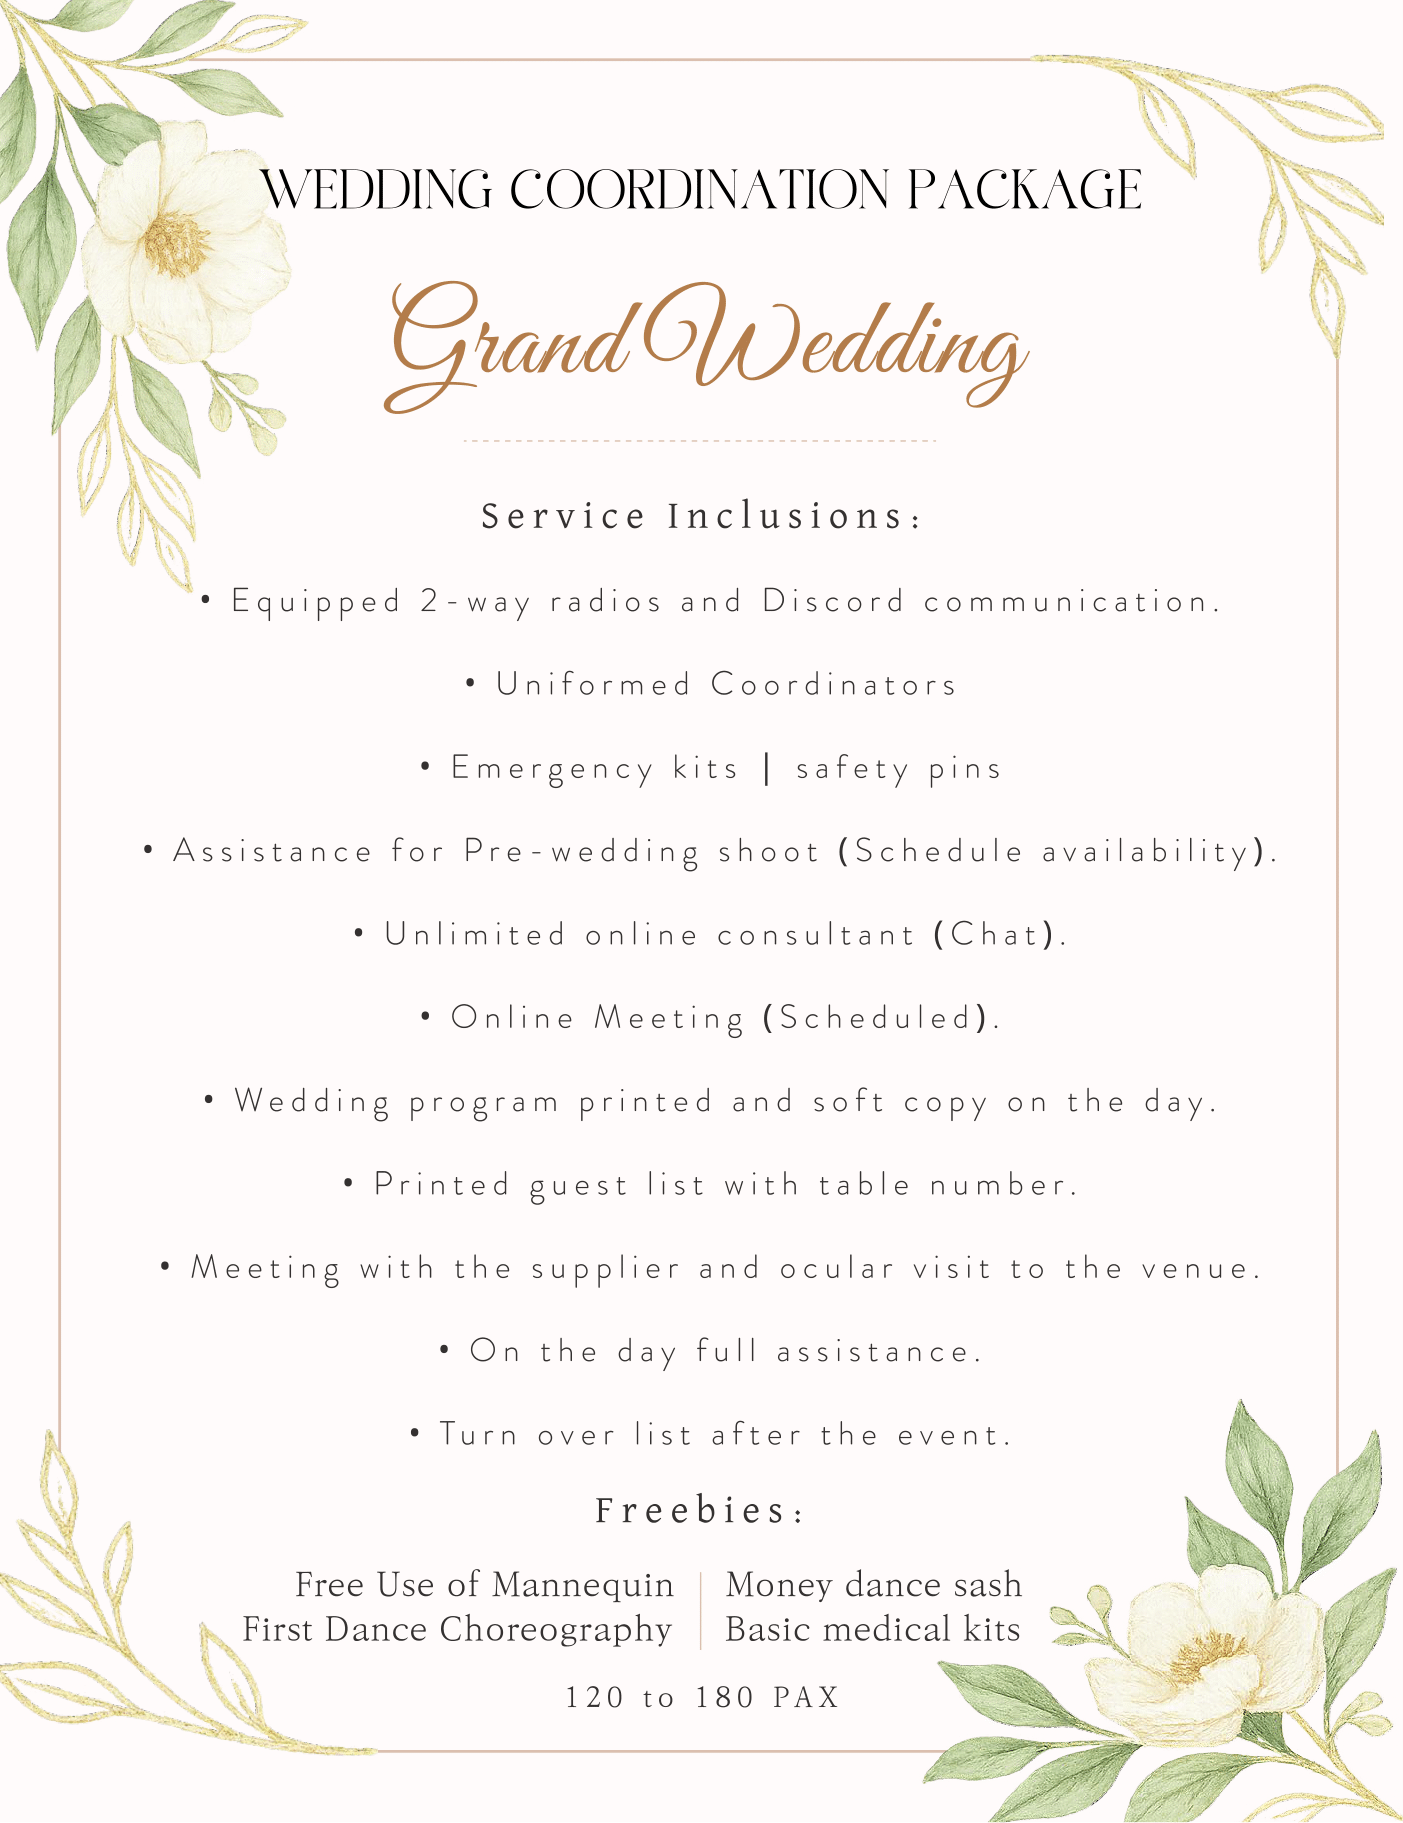 WEDDING COORDINATION PACKAGE
Grand Wedding
Service Inclusions:
• Equipped 2-way radios and Discord communication.
• Uniformed Coordinators
• Emergency kits | safety pins
• Assistance for Pre-wedding shoot (Schedule availability).
• Unlimited online consultant (Chat).
• Online Meeting (Scheduled).
• Wedding program printed and soft copy on the day.
• Printed guest list with table number.
• Meeting with the supplier and ocular visit to the venue.
• On the day full assistance.
• Turn over list after the event.
Freebies:
Free Use of Mannequin
First Dance Choreography
Money dance sash
Basic medical kits
120 to 180 PAX